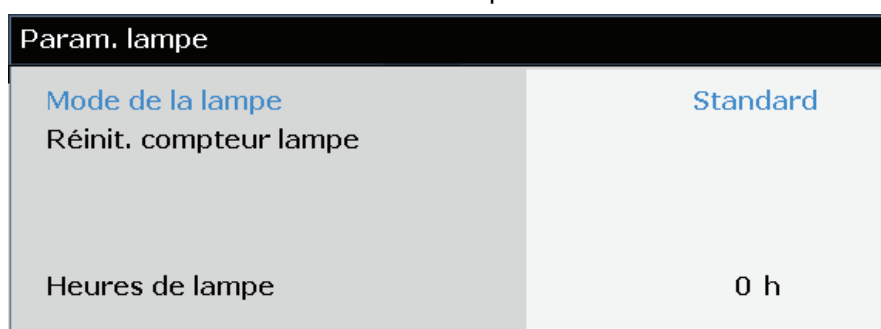 Param. lampe
Mode de la lampe Standard
Réinit. compteur lampe
Heures de lampe 0 h